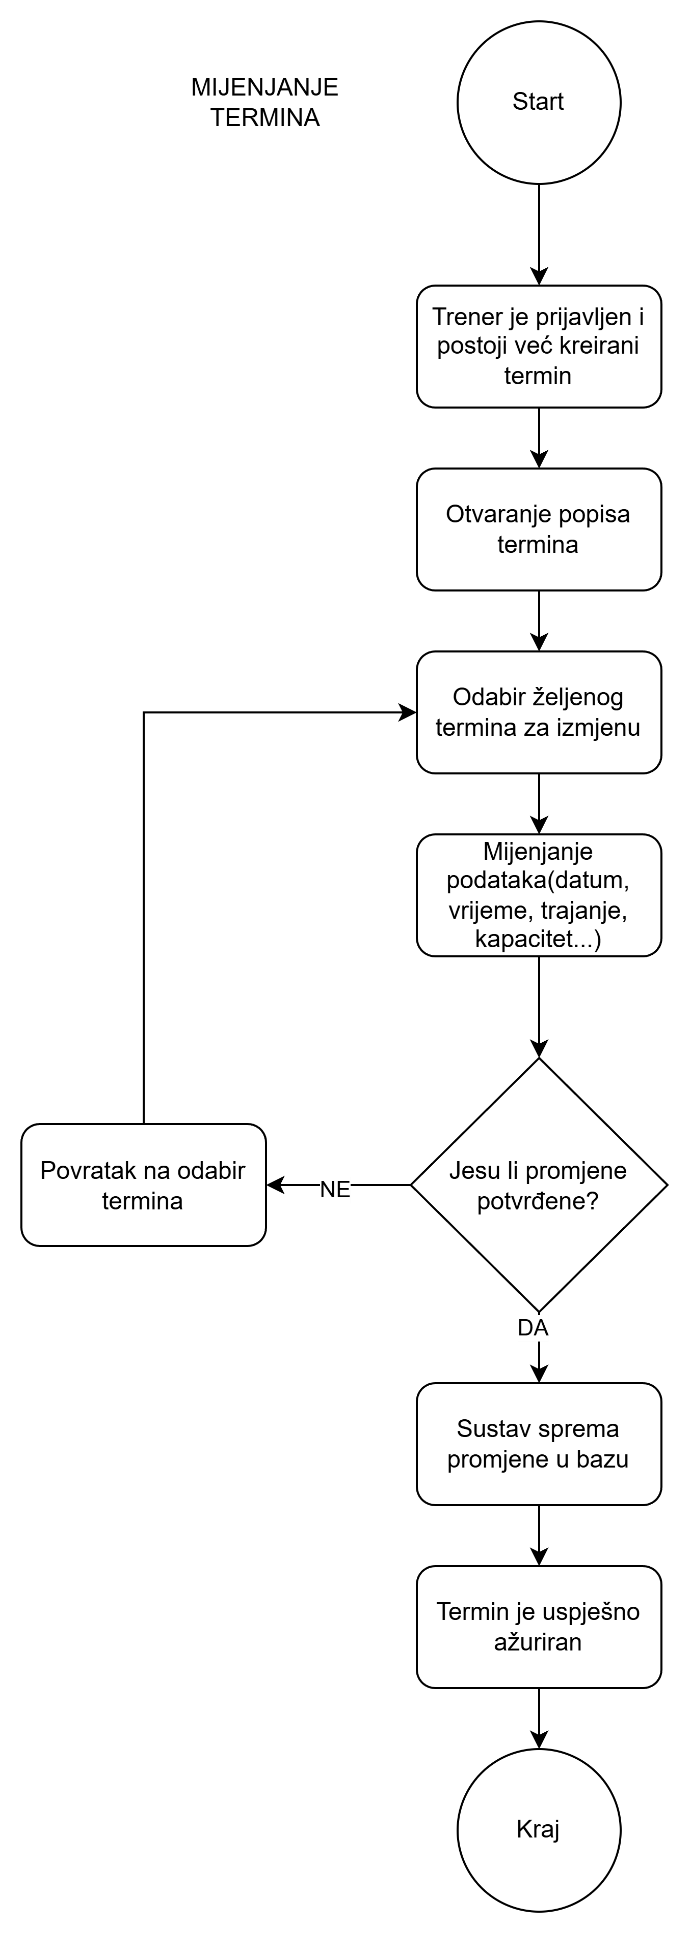 MIJENJANJE
TERMINA
Start
Trener je prijavljen i
postoji već kreirani
termin
Otvaranje popisa
termina
Odabir željenog
termina za izmjenu
Mijenjanje
podataka(datum,
vrijeme, trajanje,
kapacitet...)
Jesu li promjene
potvrđene?
NE
Povratak na odabir
termina
DA
Sustav sprema
promjene u bazu
Termin je uspješno
ažuriran
Kraj